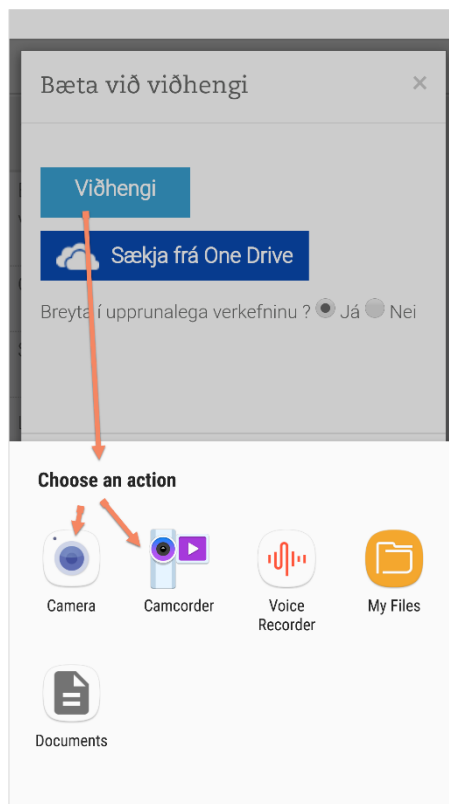 Bæta við viðhengi ×
Viðhengi
Sækja frá One Drive
Breyta í upprunalega verkefninu ? Já Nei
Choose an action
Camera Camcorder Voice My Files
Recorder
Documents